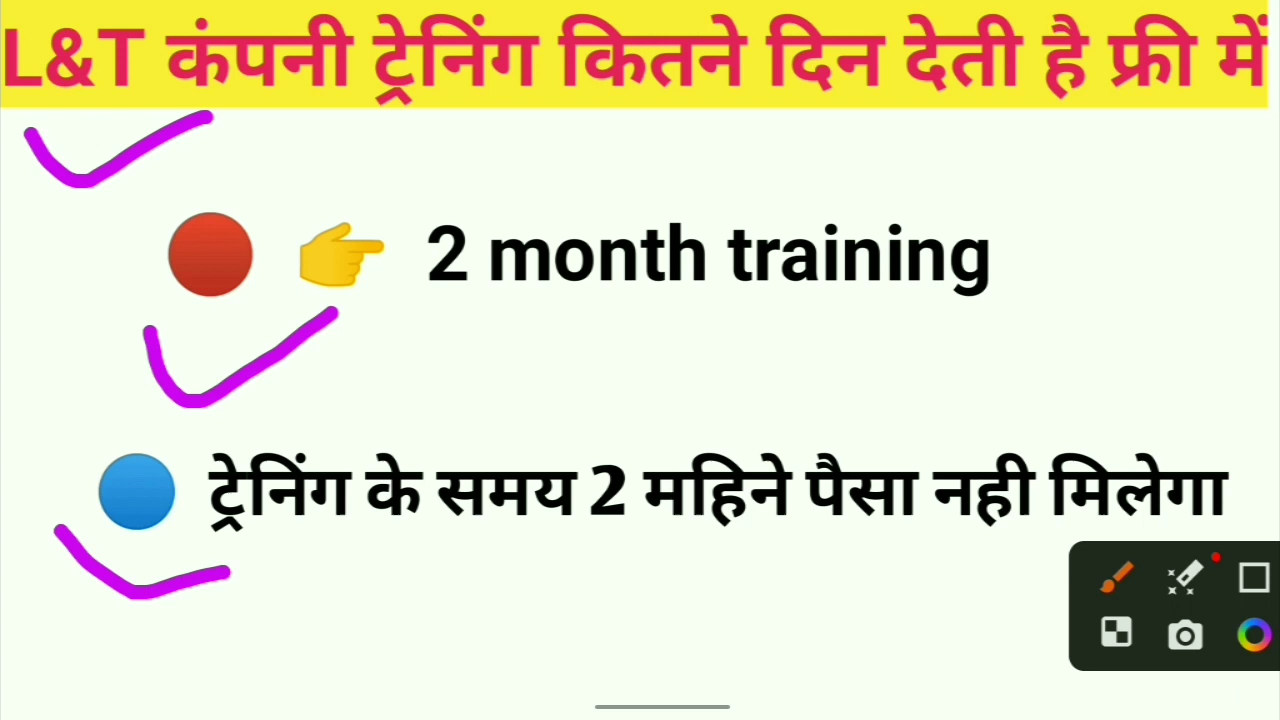 L&T कंपनी ट्रेनिंग कितने दिन देती है फ्री में
👉 2 month training
ट्रेनिंग के समय 2 महिने पैसा नही मिलेगा